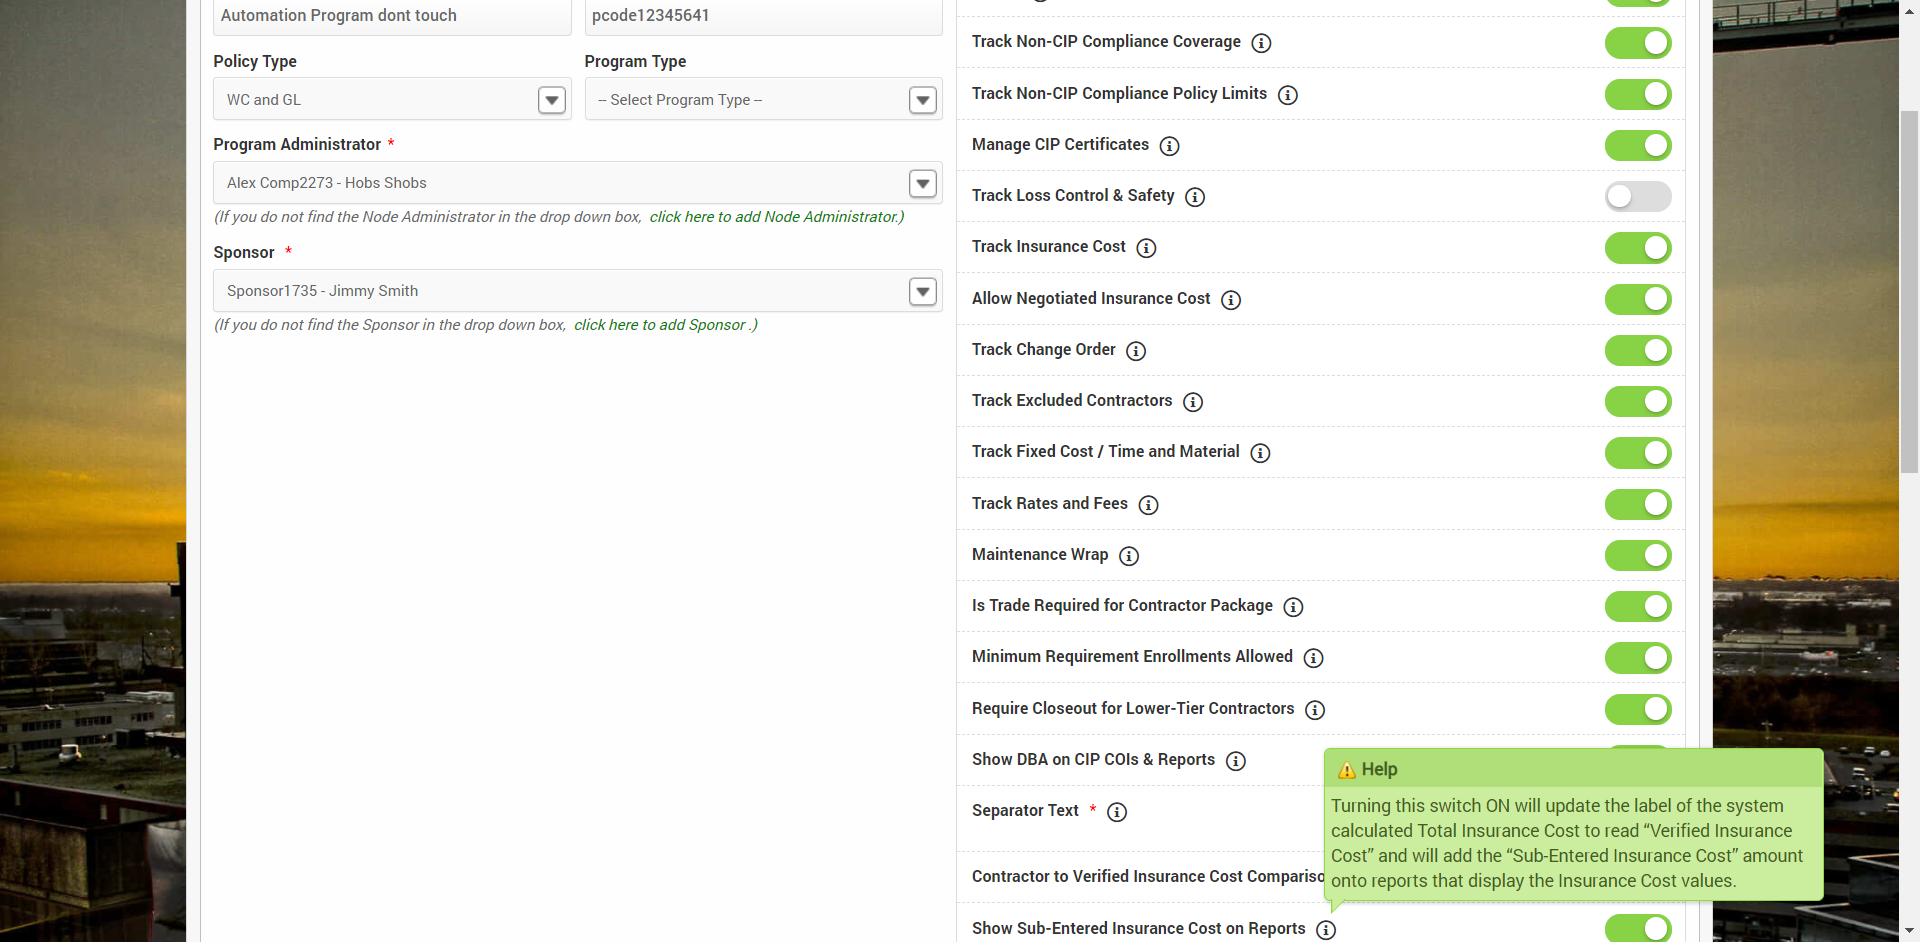 Automation Program dont touch
pcode12345641
Policy Type
Program Type
WC and GL
-- Select Program Type --
Program Administrator *
Alex Comp2273 - Hobs Shobs
(If you do not find the Node Administrator in the drop down box, click here to add Node Administrator.)
Sponsor *
Sponsor1735 - Jimmy Smith
(If you do not find the Sponsor in the drop down box, click here to add Sponsor .)
Track Non-CIP Compliance Coverage
Track Non-CIP Compliance Policy Limits
Manage CIP Certificates
Track Loss Control & Safety
Track Insurance Cost
Allow Negotiated Insurance Cost
Track Change Order
Track Excluded Contractors
Track Fixed Cost / Time and Material
Track Rates and Fees
Maintenance Wrap
Is Trade Required for Contractor Package
Minimum Requirement Enrollments Allowed
Require Closeout for Lower-Tier Contractors
Show DBA on CIP COIs & Reports
Separator Text *
Contractor to Verified Insurance Cost Compariso
Show Sub-Entered Insurance Cost on Reports
Help
Turning this switch ON will update the label of the system
calculated Total Insurance Cost to read “Verified Insurance
Cost” and will add the “Sub-Entered Insurance Cost” amount
onto reports that display the Insurance Cost values.